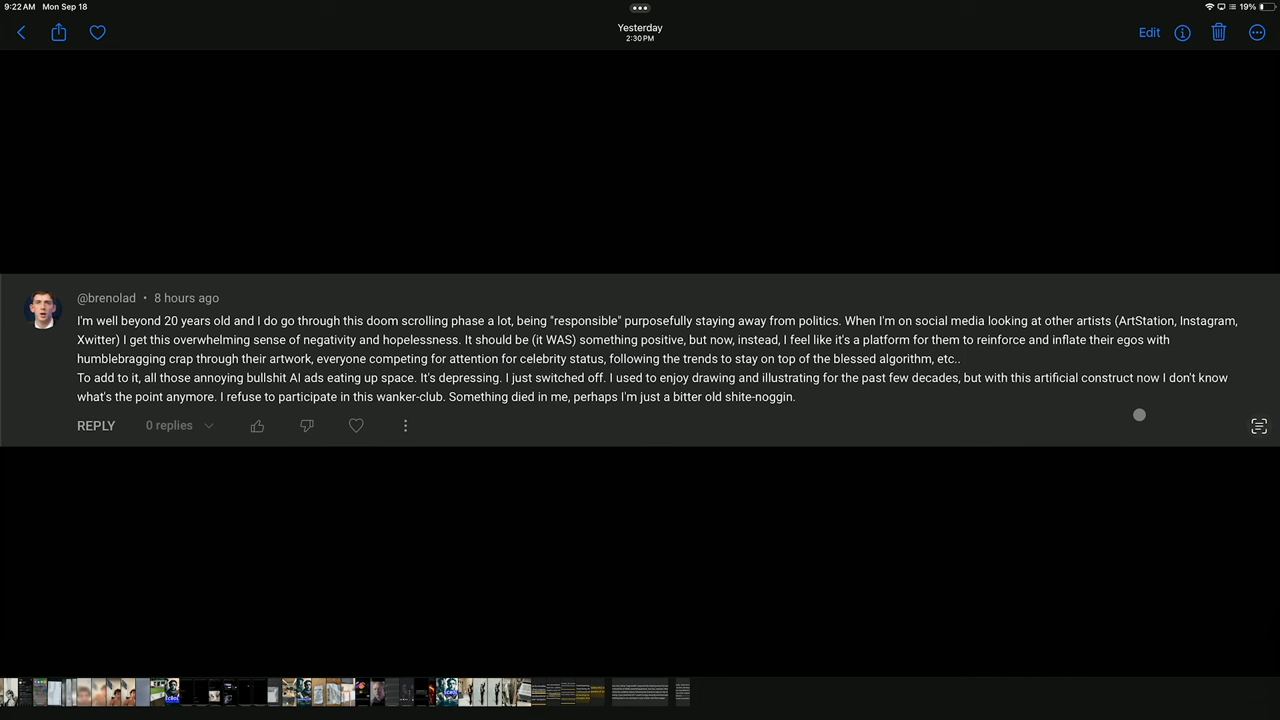 9:22 AM Mon Sep 18
19%
Yesterday
2:30 PM
Edit
@brenolad • 8 hours ago
I'm well beyond 20 years old and I do go through this doom scrolling phase a lot, being "responsible" purposefully staying away from politics. When I'm on social media looking at other artists (ArtStation, Instagram,
Xwitter) I get this overwhelming sense of negativity and hopelessness. It should be (it WAS) something positive, but now, instead, I feel like it's a platform for them to reinforce and inflate their egos with
humblebragging crap through their artwork, everyone competing for attention for celebrity status, following the trends to stay on top of the blessed algorithm, etc..
To add to it, all those annoying bullshit AI ads eating up space. It's depressing. I just switched off. I used to enjoy drawing and illustrating for the past few decades, but with this artificial construct now I don't know
what's the point anymore. I refuse to participate in this wanker-club. Something died in me, perhaps I'm just a bitter old shite-noggin.
REPLY 0 replies